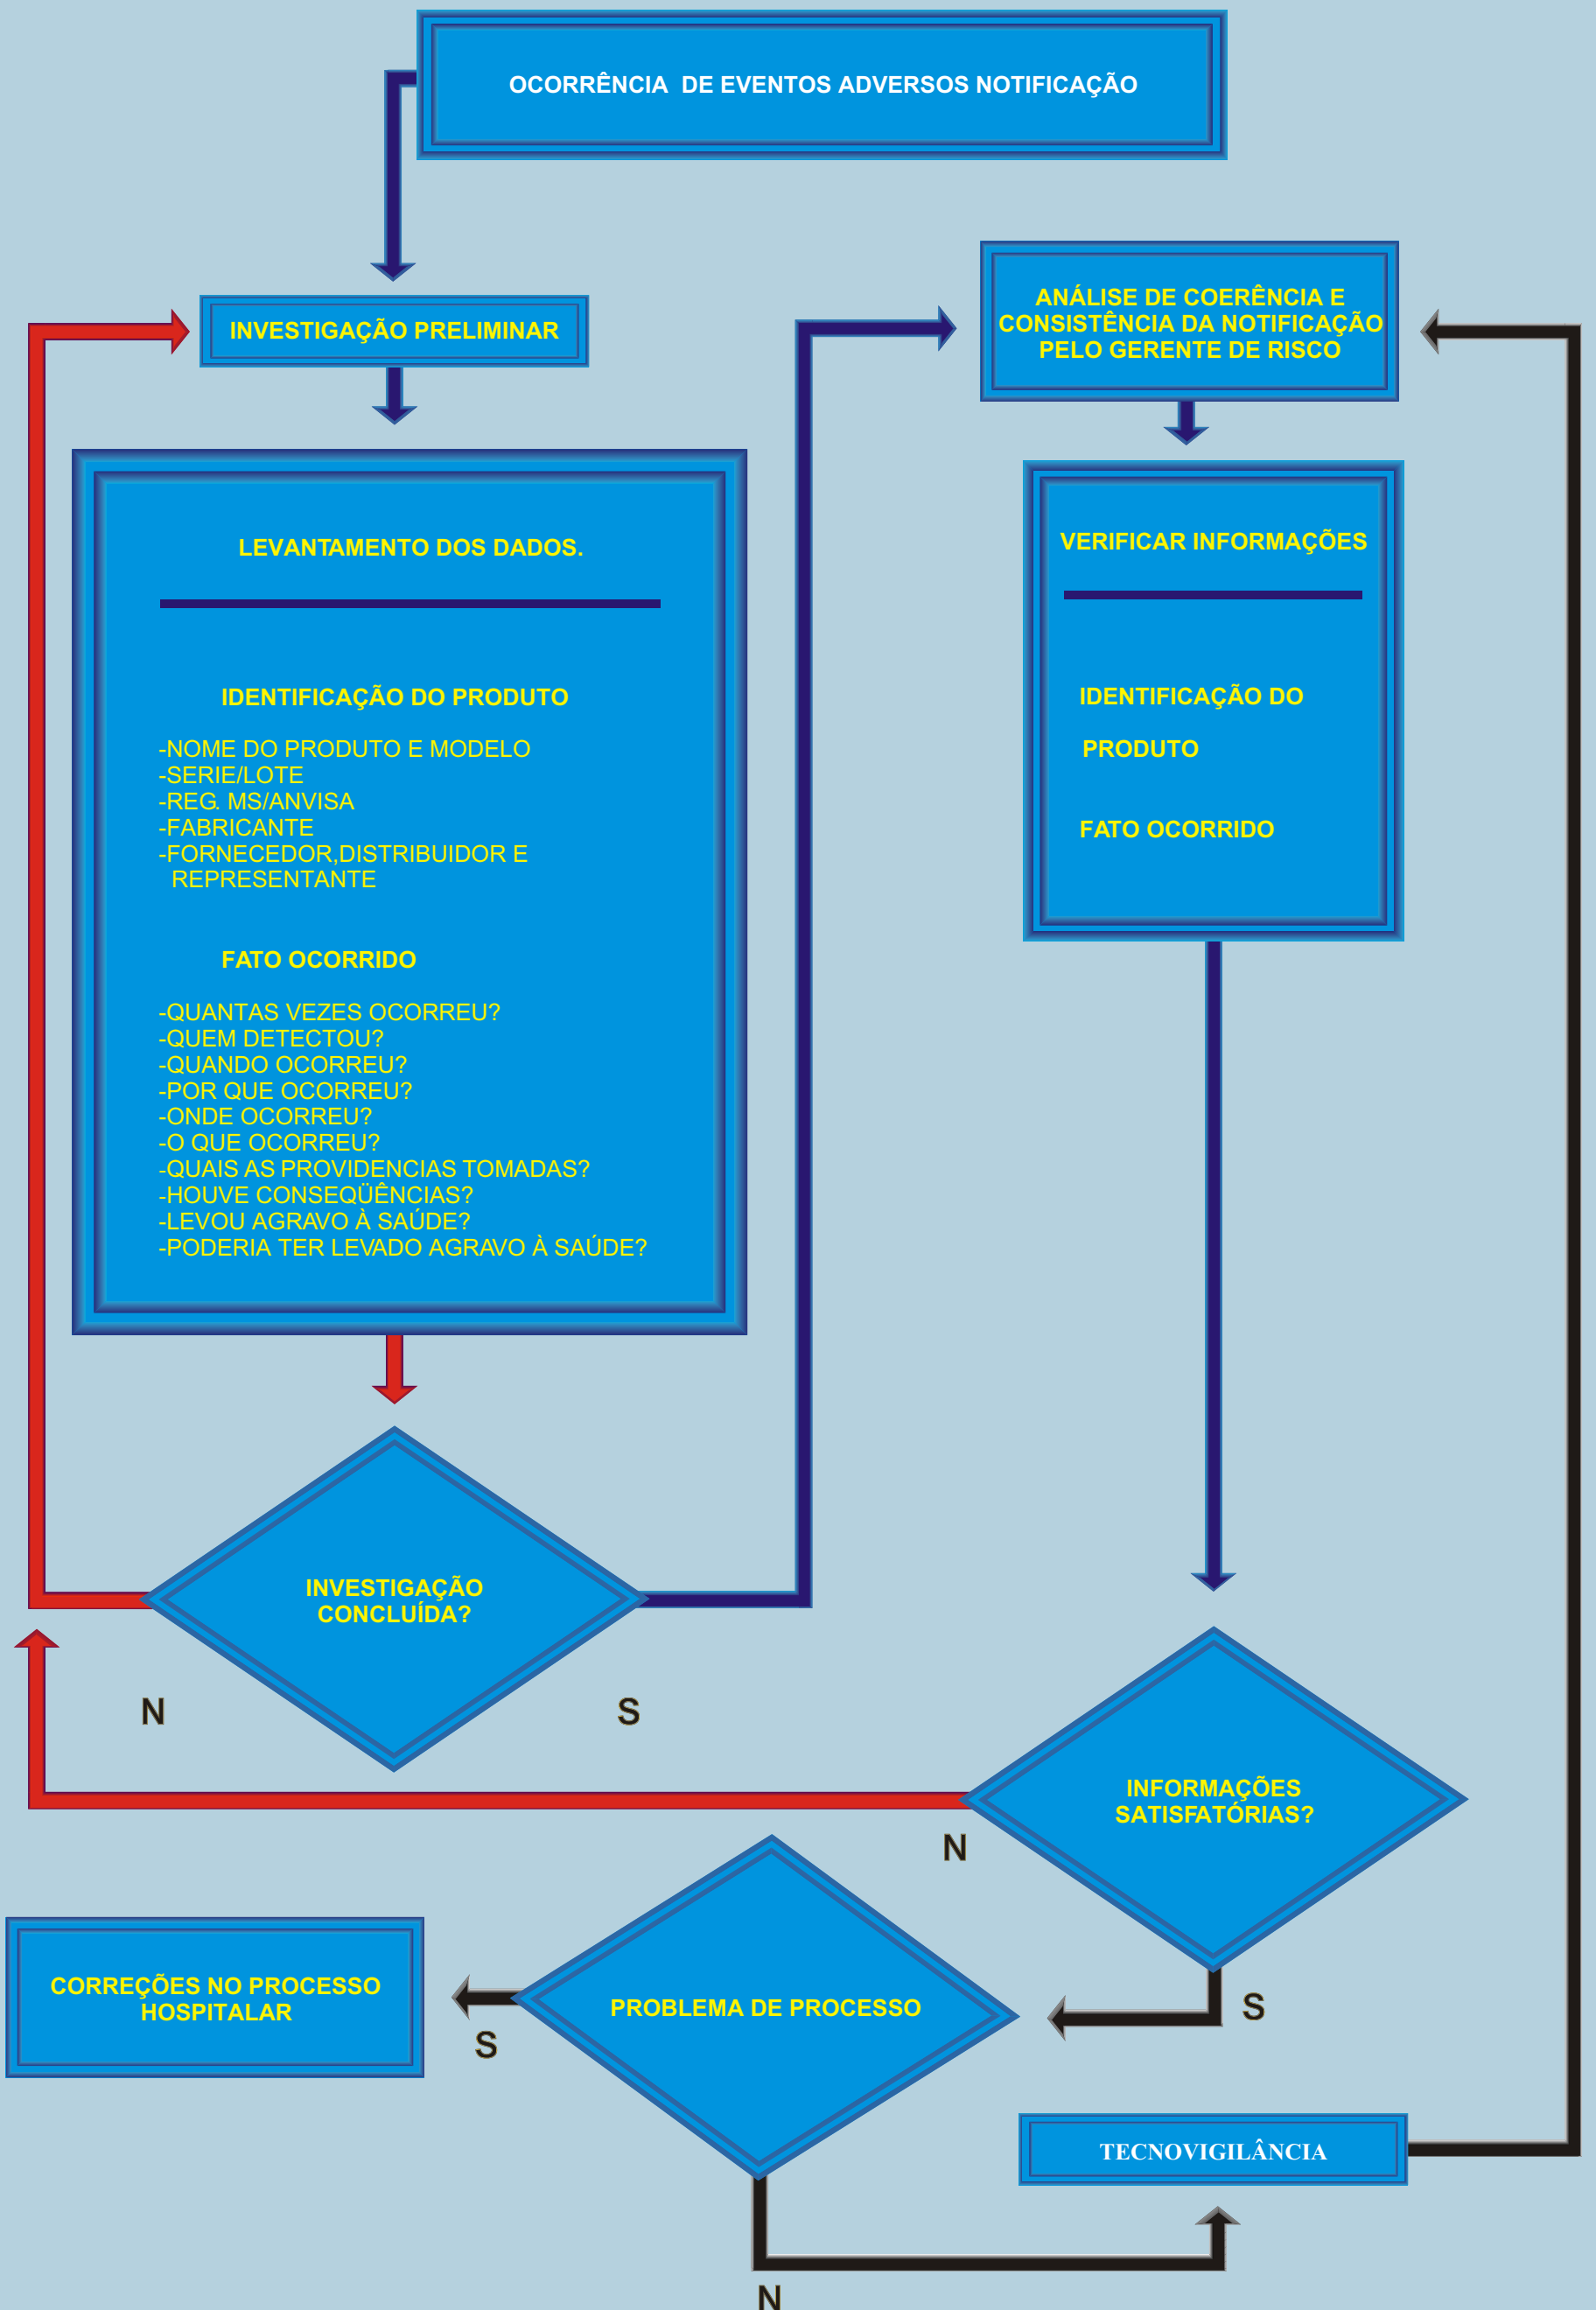 OCORRÊNCIA  DE EVENTOS ADVERSOS NOTIFICAÇÃO
INVESTIGAÇÃO PRELIMINAR
LEVANTAMENTO DOS DADOS.
IDENTIFICAÇÃO DO PRODUTO
-NOME DO PRODUTO E MODELO
-SERIE/LOTE
-REG. MS/ANVISA
-FABRICANTE
-FORNECEDOR,DISTRIBUIDOR E
REPRESENTANTE
FATO OCORRIDO
-QUANTAS VEZES OCORREU?
-QUEM DETECTOU?
-QUANDO OCORREU?
-POR QUE OCORREU?
-ONDE OCORREU?
-O QUE OCORREU?
-QUAIS AS PROVIDENCIAS TOMADAS?
-HOUVE CONSEQÜÊNCIAS?
-LEVOU AGRAVO À SAÚDE?
-PODERIA TER LEVADO AGRAVO À SAÚDE?
INVESTIGAÇÃO
CONCLUÍDA?
N
S
ANÁLISE DE COERÊNCIA E
CONSISTÊNCIA DA NOTIFICAÇÃO
PELO GERENTE DE RISCO
VERIFICAR INFORMAÇÕES
IDENTIFICAÇÃO DO
PRODUTO
FATO OCORRIDO
INFORMAÇÕES
SATISFATÓRIAS?
N
S
PROBLEMA DE PROCESSO
S
CORREÇÕES NO PROCESSO
HOSPITALAR
N
TECNOVIGILÂNCIA